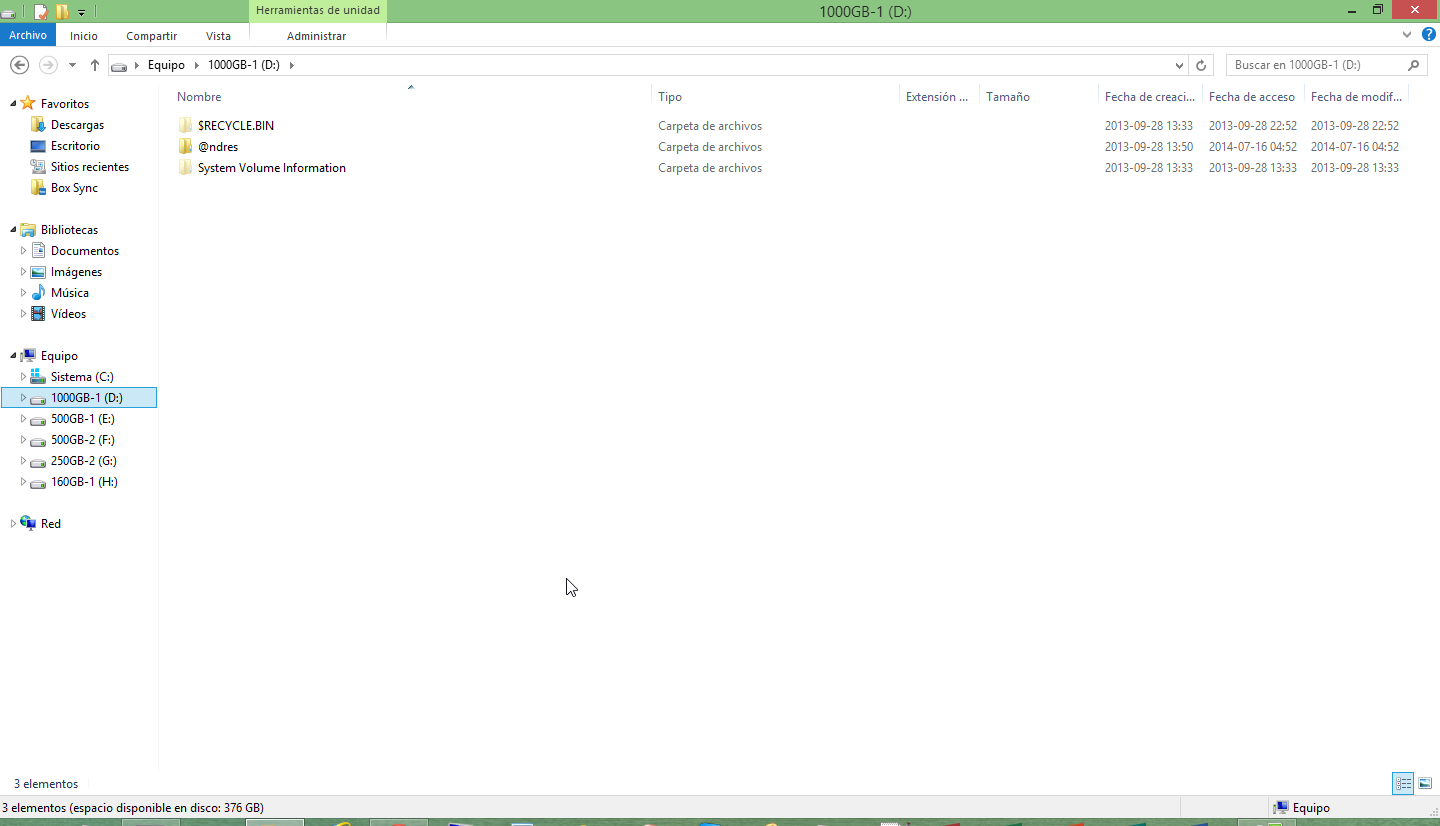 Herramientas de unidad
1000GB-1 (D:)
Archivo Inicio Compartir Vista Administrar
Equipo 1000GB-1 (D:) Buscar en 1000GB-1 (D:)
Nombre Tipo Extensión ... Tamaño Fecha de creaci... Fecha de acceso Fecha de modif...
$RECYCLE.BIN Carpeta de archivos 2013-09-28 13:33 2013-09-28 22:52 2013-09-28 22:52
@ndres Carpeta de archivos 2013-09-28 13:50 2014-07-16 04:52 2014-07-16 04:52
System Volume Information Carpeta de archivos 2013-09-28 13:33 2013-09-28 13:33 2013-09-28 13:33
Favoritos
Descargas
Escritorio
Sitios recientes
Box Sync
Bibliotecas
Documentos
Imágenes
Música
Vídeos
Equipo
Sistema (C:)
1000GB-1 (D:)
500GB-1 (E:)
500GB-2 (F:)
250GB-2 (G:)
160GB-1 (H:)
Red
3 elementos
3 elementos (espacio disponible en disco: 376 GB) Equipo